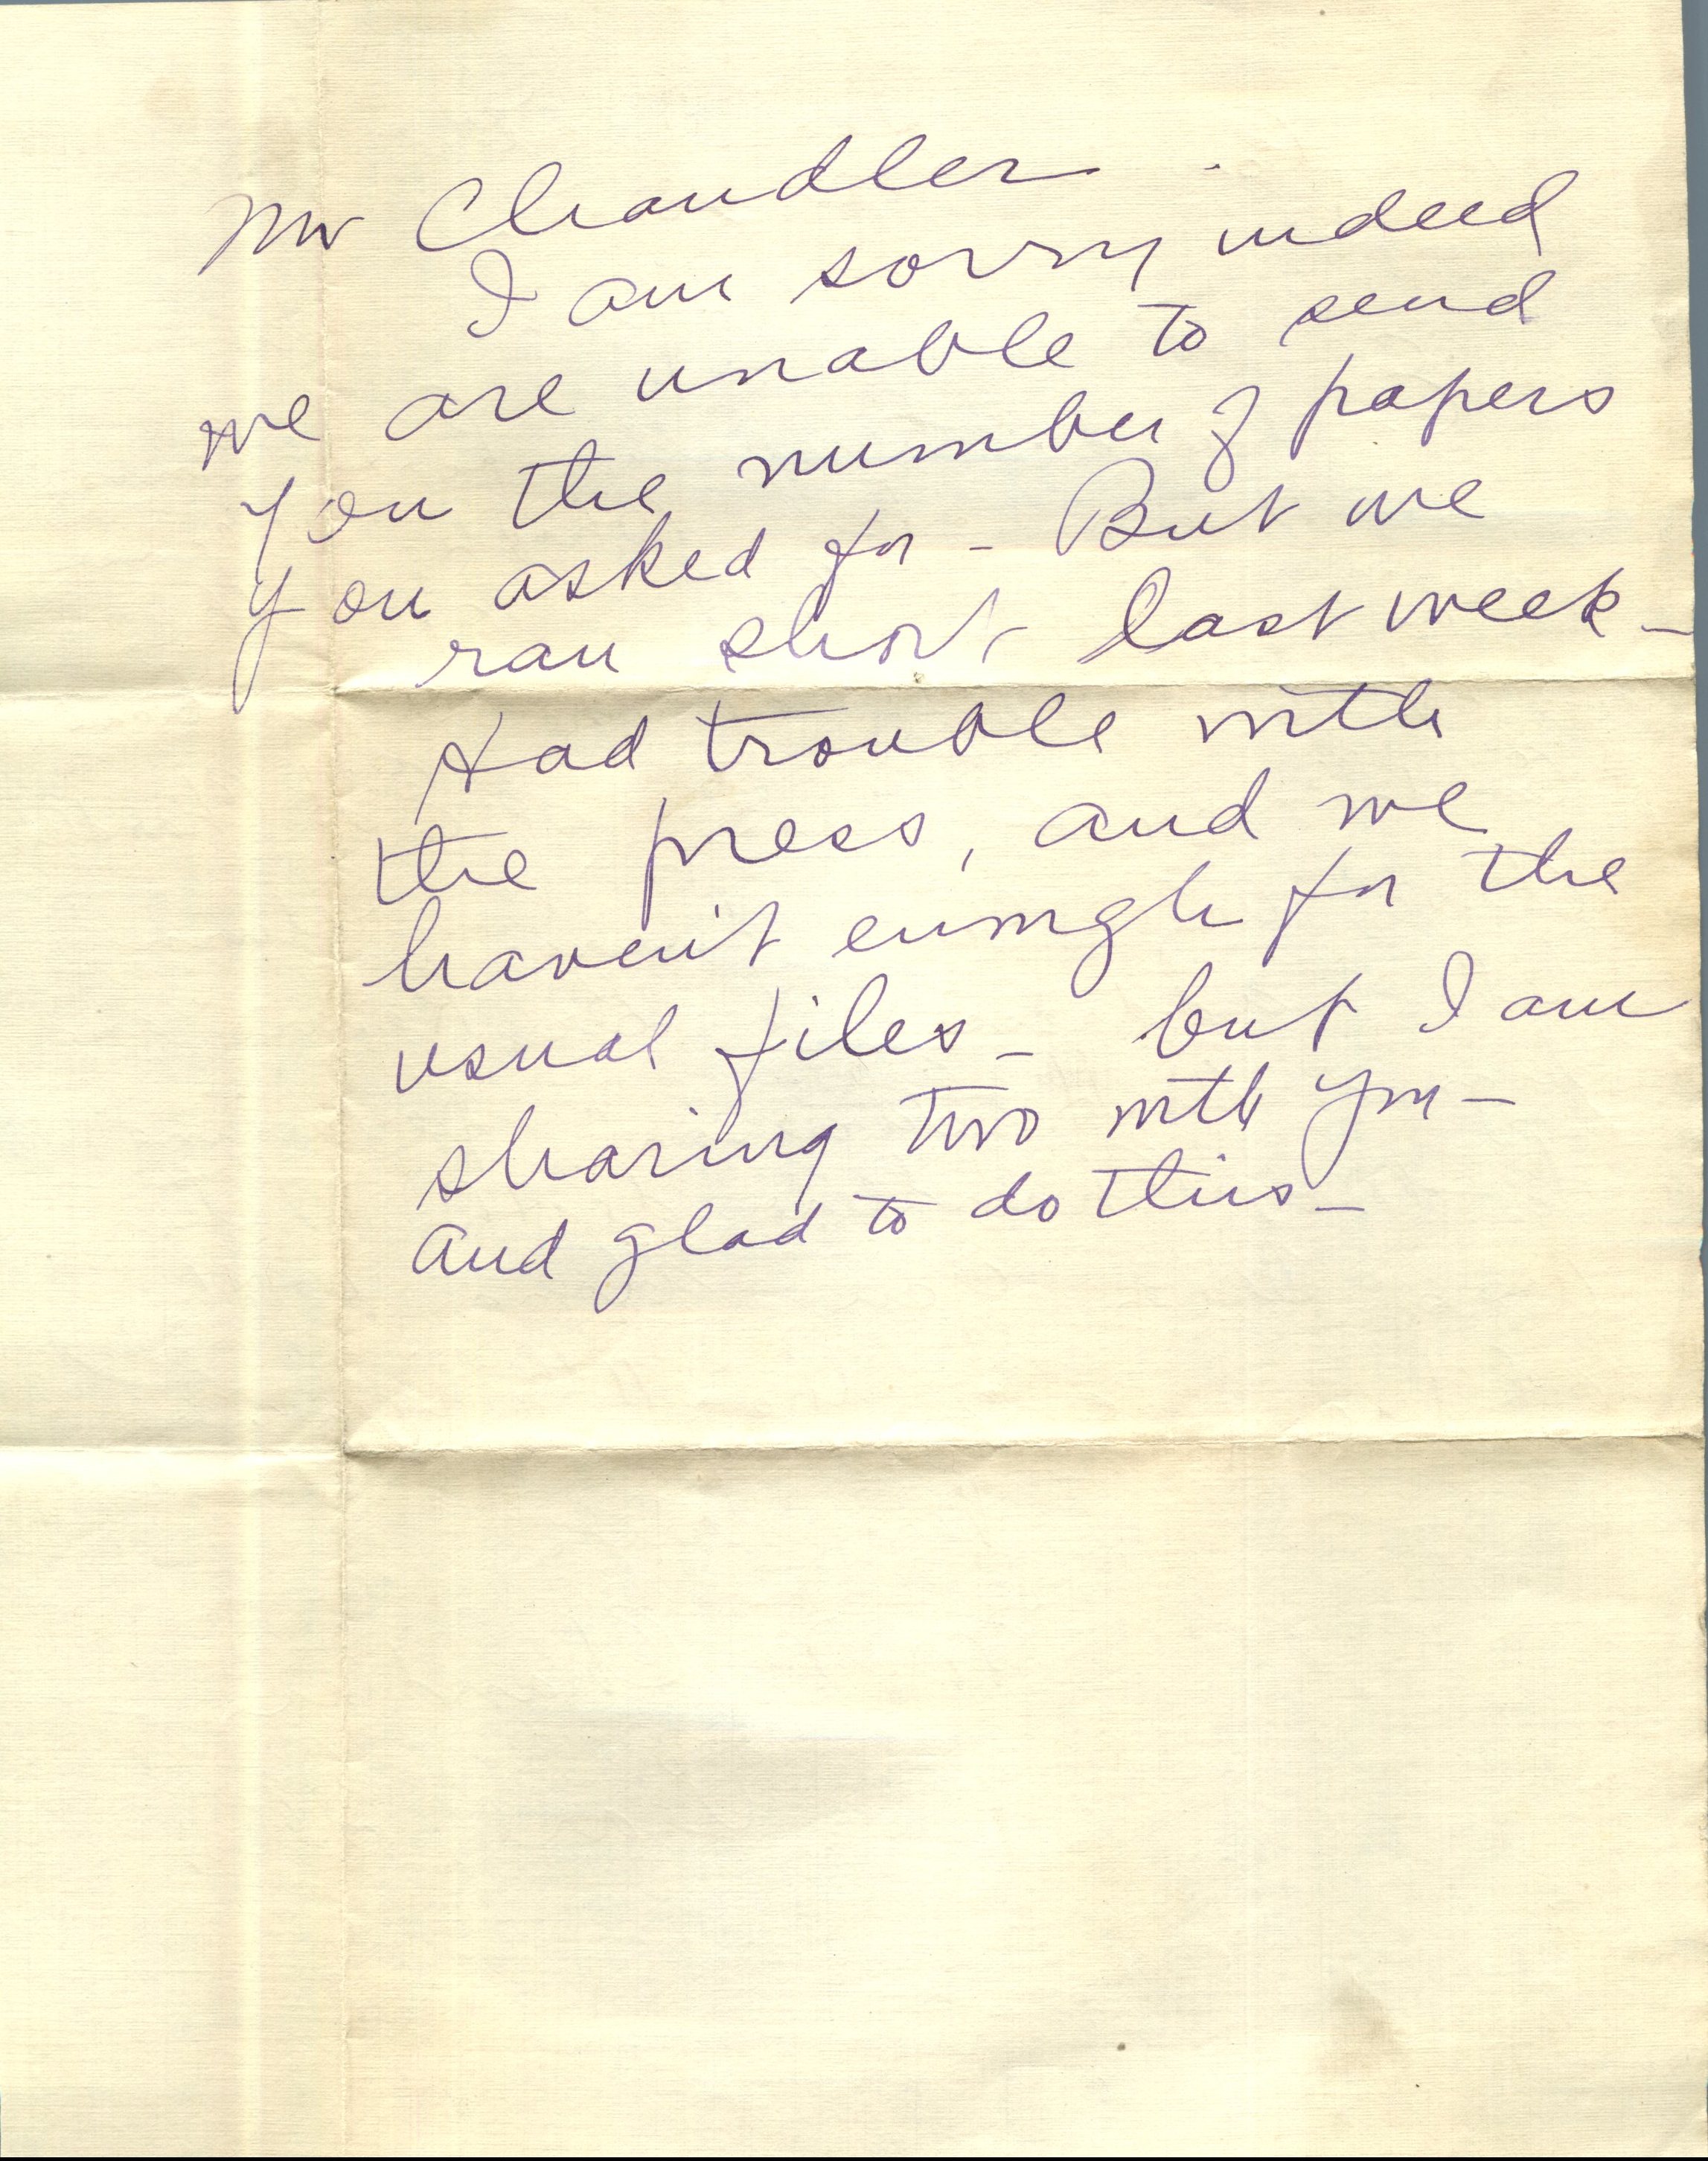 Mr Chandler
I am sorry indeed
we are unable to send
you the number of papers
you asked for - But we
ran short last week -
Had trouble with
the press, and we
haven't enough for the
usual files - but I am
sharing two with you -
and glad to do this -